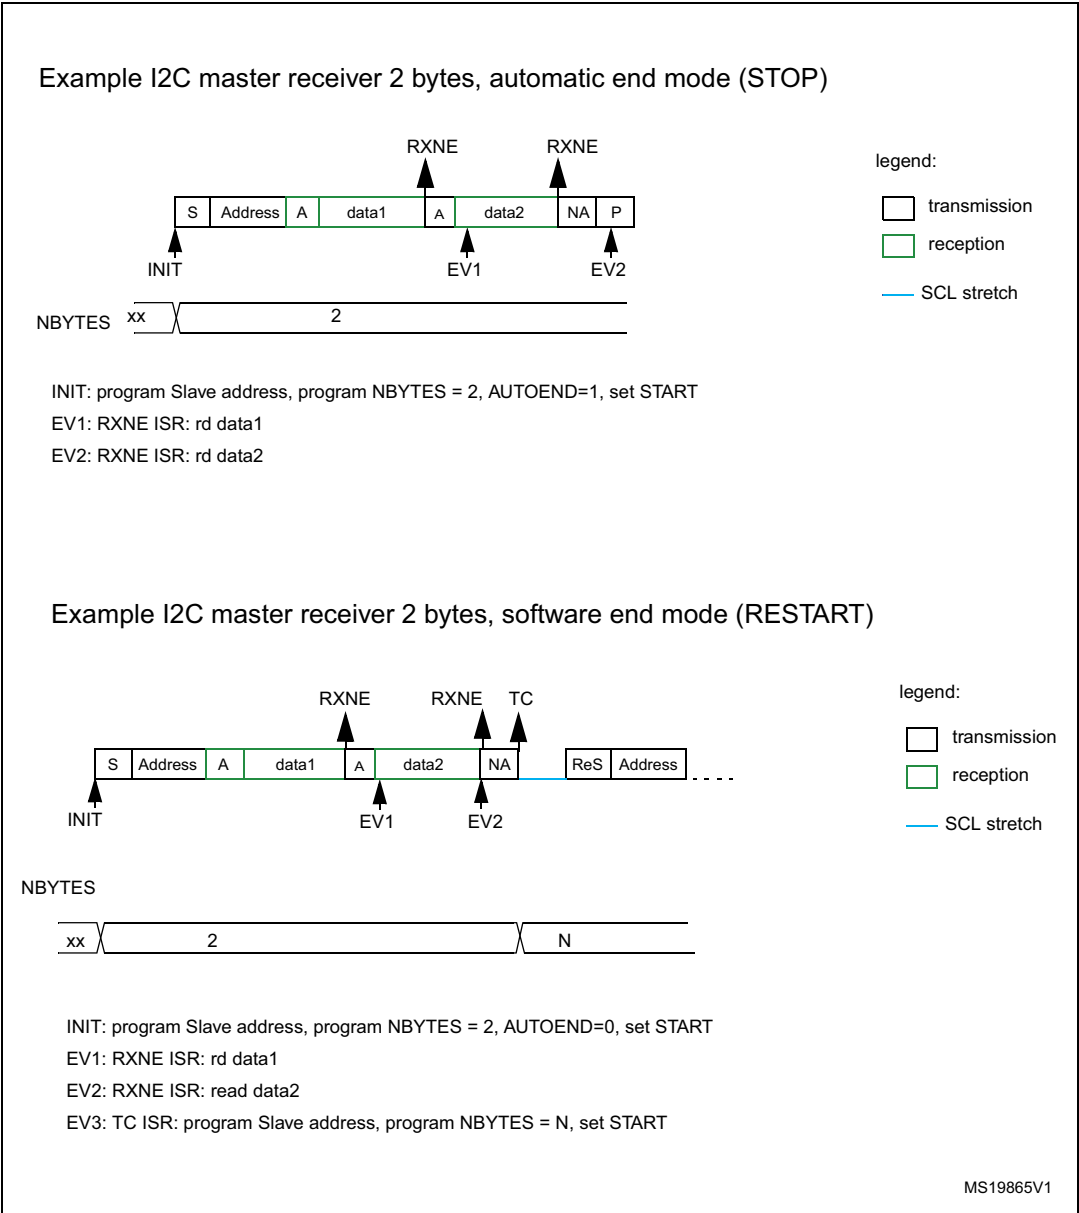 Example I2C master receiver 2 bytes, automatic end mode (STOP)
RXNE RXNE
legend:
transmission
reception
SCL stretch
S Address A data1 A data2 NA P
INIT EV1 EV2
NBYTES xx 2
INIT: program Slave address, program NBYTES = 2, AUTOEND=1, set START
EV1: RXNE ISR: rd data1
EV2: RXNE ISR: rd data2
Example I2C master receiver 2 bytes, software end mode (RESTART)
RXNE RXNE TC
legend:
transmission
reception
SCL stretch
S Address A data1 A data2 NA ReS Address
INIT EV1 EV2
NBYTES
xx 2 N
INIT: program Slave address, program NBYTES = 2, AUTOEND=0, set START
EV1: RXNE ISR: rd data1
EV2: RXNE ISR: read data2
EV3: TC ISR: program Slave address, program NBYTES = N, set START
MS19865V1